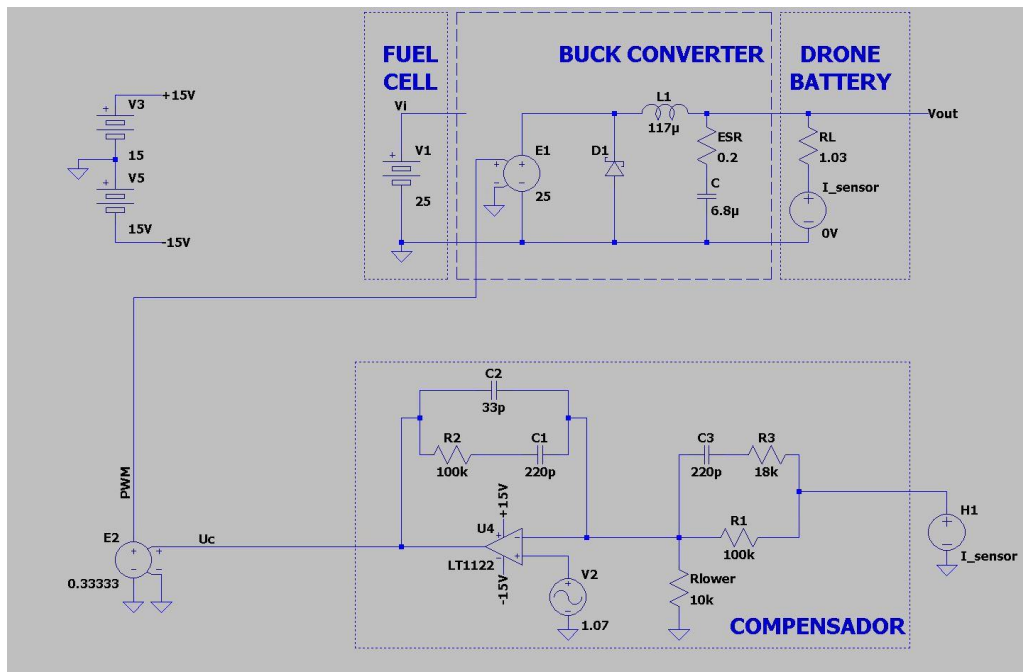 FUEL
CELL
BUCK CONVERTER
DRONE
BATTERY
+15V
V3
15
V5
15V
-15V
Vi
V1
25
E1
25
D1
L1
117µ
ESR
0.2
C
6.8µ
RL
1.03
I_sensor
0V
Vout
PWM
E2
0.33333
Uc
C2
33p
R2
100k
C1
220p
+15V
U4
LT1122
-15V
V2
1.07
C3
220p
R3
18k
R1
100k
Rlower
10k
H1
I_sensor
COMPENSADOR